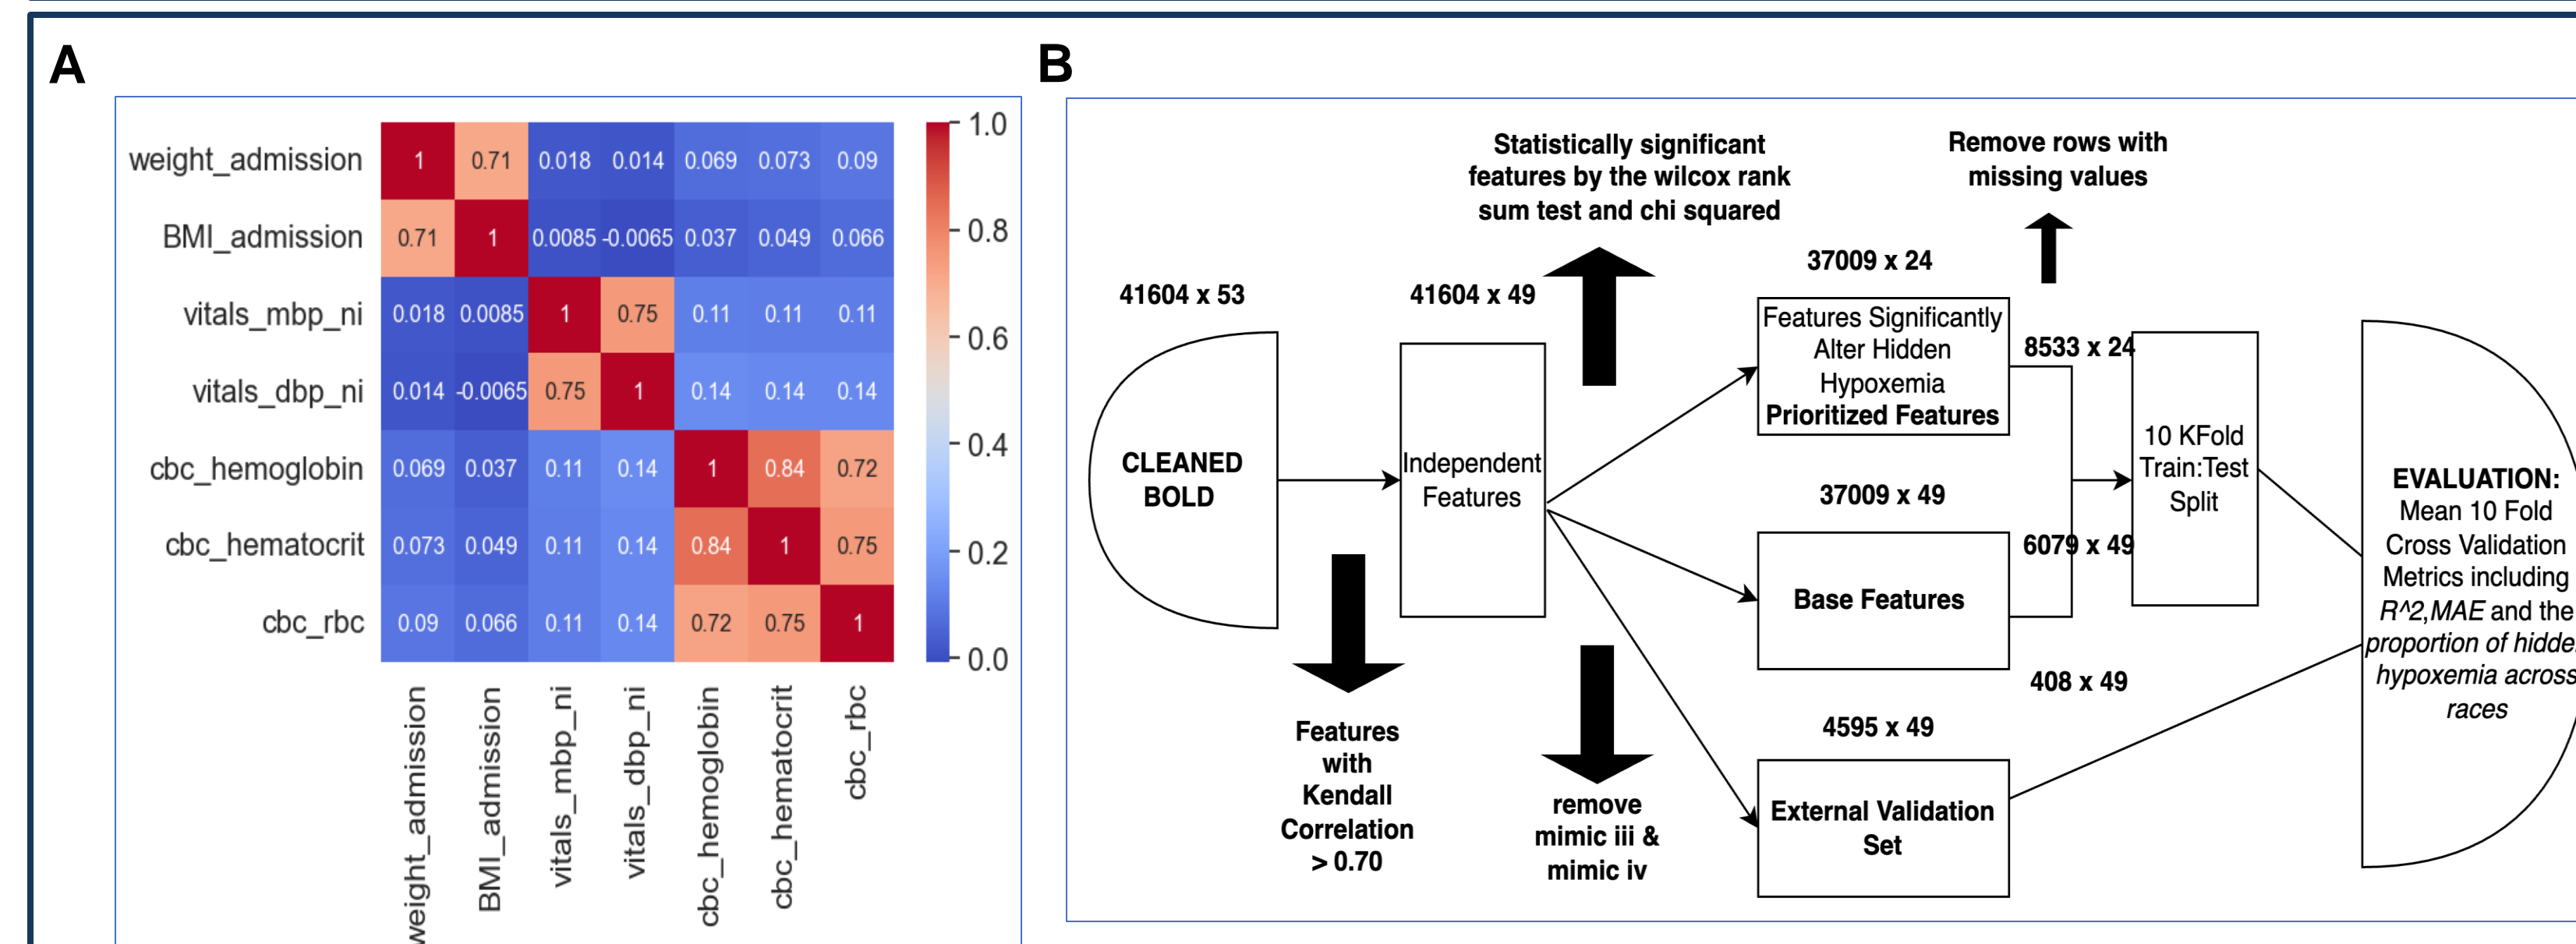 A
weight_admission 1 0.71 0.018 0.014 0.069 0.073 0.09
BMI_admission 0.71 1 0.0085 -0.0065 0.037 0.049 0.066
vitals_mbp_ni 0.018 0.0085 1 0.75 0.11 0.11 0.11
vitals_dbp_ni 0.014 -0.0065 0.75 1 0.14 0.14 0.14
cbc_hemoglobin 0.069 0.037 0.11 0.14 1 0.84 0.72
cbc_hematocrit 0.073 0.049 0.11 0.14 0.84 1 0.75
cbc_rbc 0.09 0.066 0.11 0.14 0.72 0.75 1
weight_admission
BMI_admission
vitals_mbp_ni
vitals_dbp_ni
cbc_hemoglobin
cbc_hematocrit
cbc_rbc
1.0
0.8
0.6
0.4
0.2
0.0
B
41604 x 53
CLEANED
BOLD
Features
with
Kendall
Correlation
> 0.70
41604 x 49
Independent
Features
Statistically significant
features by the wilcox rank
sum test and chi squared
remove
mimic iii &
mimic iv
37009 x 24
Features Significantly
Alter Hidden
Hypoxemia
Prioritized Features
37009 x 49
Base Features
4595 x 49
External Validation
Set
Remove rows with
missing values
8533 x 24
6079 x 49
408 x 49
10 KFold
Train:Test
Split
EVALUATION:
Mean 10 Fold
Cross Validation
Metrics including
R^2,MAE and the
proportion of hidde
hypoxemia across
races